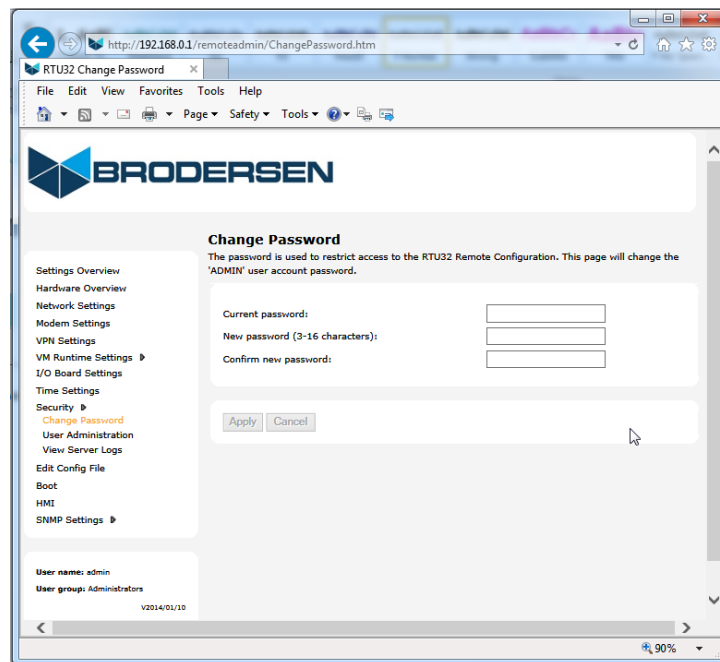 http://192.168.0.1/remoteadmin/ChangePassword.htm
RTU32 Change Password
File Edit View Favorites Tools Help
Page Safety Tools
BRODERSEN
Settings Overview
Hardware Overview
Network Settings
Modem Settings
VPN Settings
VM Runtime Settings
I/O Board Settings
Time Settings
Security
Change Password
User Administration
View Server Logs
Edit Config File
Boot
HMI
SNMP Settings
User name: admin
User group: Administrators
V2014/01/10
Change Password
The password is used to restrict access to the RTU32 Remote Configuration. This page will change the
'ADMIN' user account password.
Current password:
New password (3-16 characters):
Confirm new password:
Apply Cancel
90%